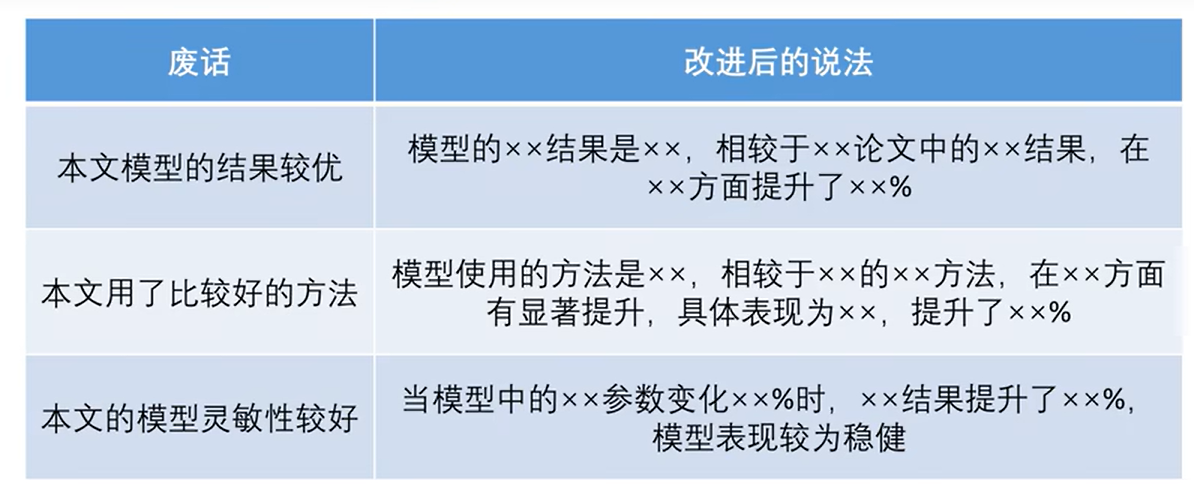 废话
改进后的说法
本文模型的结果较优
模型的××结果是××，相较于××论文中的××结果，在
××方面提升了××%
本文用了比较好的方法
模型使用的方法是××，相较于××的××方法，在××方面
有显著提升，具体表现为××，提升了××%
本文的模型灵敏性较好
当模型中的××参数变化××%时，××结果提升了××%，
模型表现较为稳健